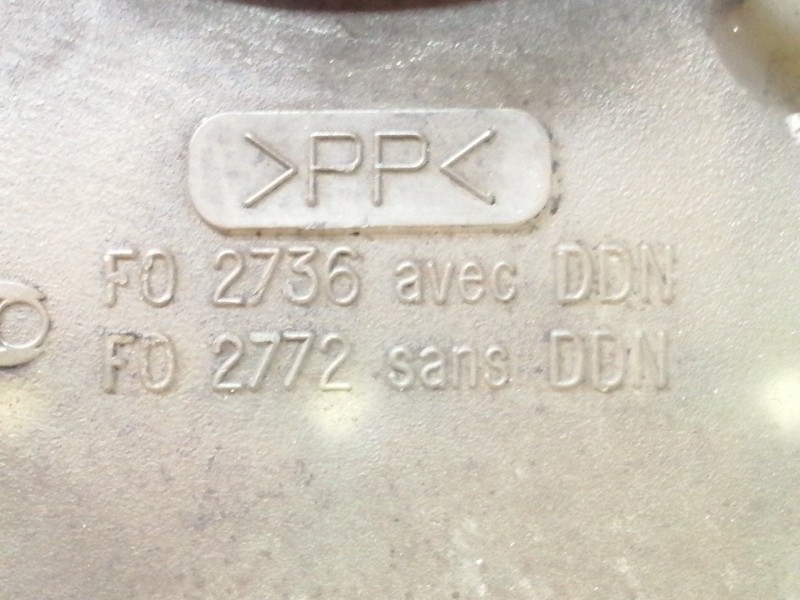 >PP<
FO 2736 avec DDN
FO 2772 sans DDN